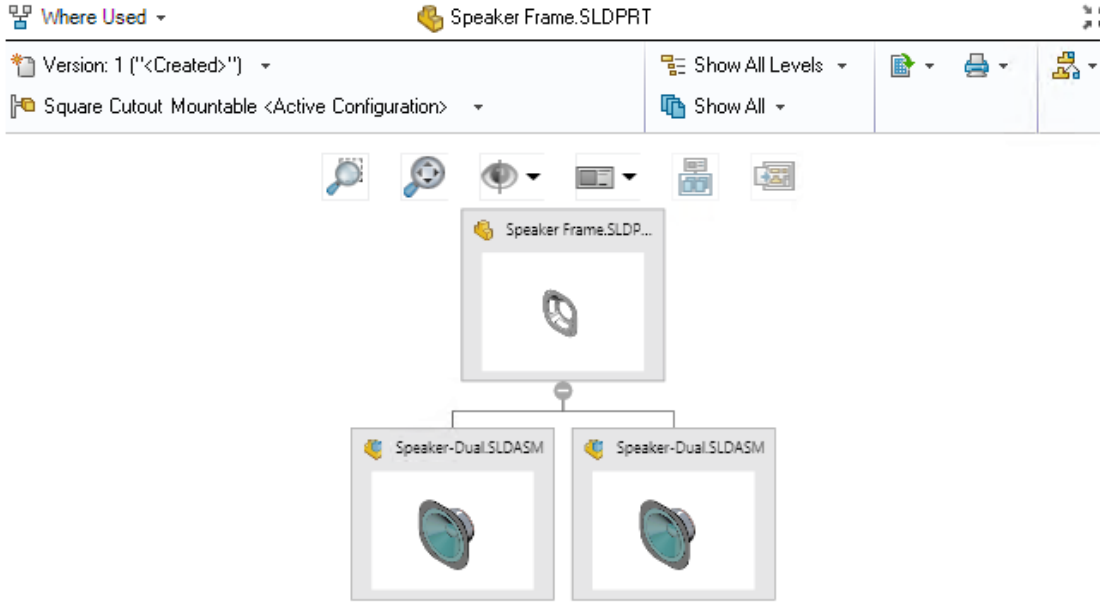 Where Used
Speaker Frame.SLDPRT
Version: 1 ("<Created>")
Show All Levels
Square Cutout Mountable <Active Configuration>
Show All
Speaker Frame.SLDP...
Speaker-Dual.SLDASM
Speaker-Dual.SLDASM